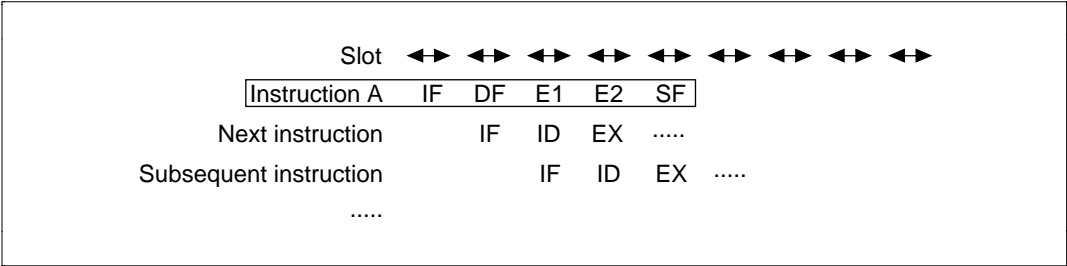 Slot
Instruction A IF DF E1 E2 SF
Next instruction IF ID EX .....
Subsequent instruction IF ID EX .....
.....